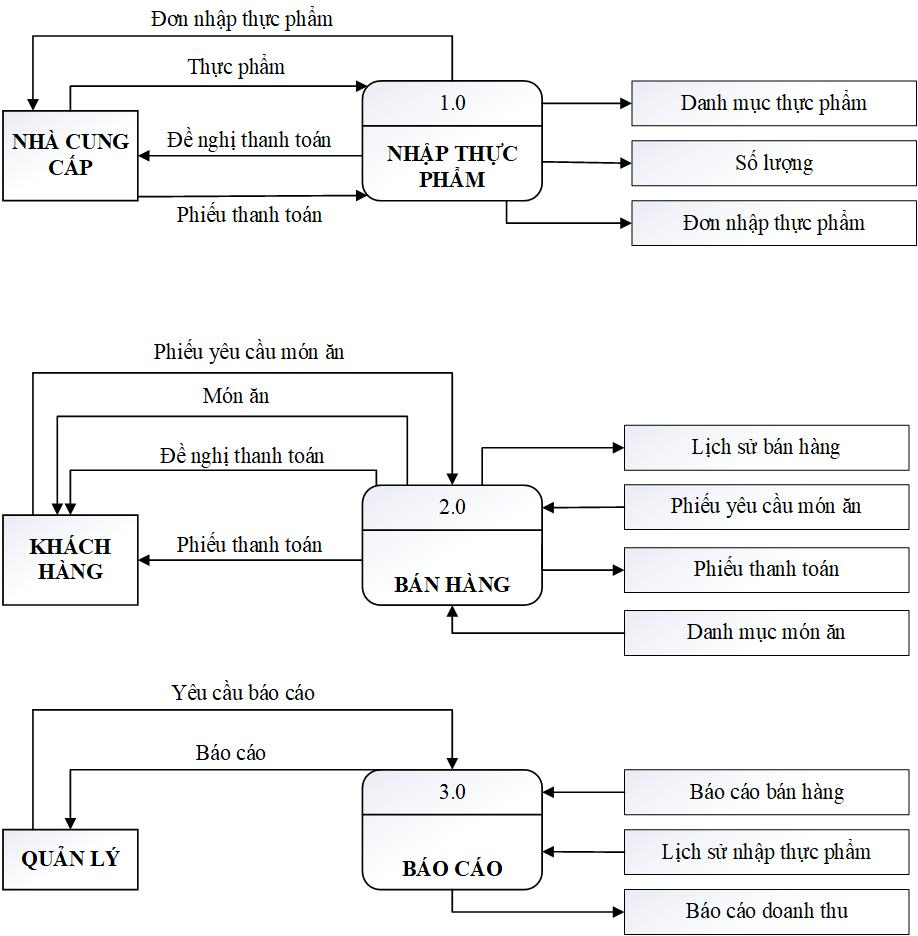 Đơn nhập thực phẩm
Thực phẩm
1.0
Danh mục thực phẩm
NHÀ CUNG
CẤP
Đề nghị thanh toán
NHẬP THỰC
PHẨM
Số lượng
Phiếu thanh toán
Đơn nhập thực phẩm
Phiếu yêu cầu món ăn
Món ăn
Đề nghị thanh toán
Lịch sử bán hàng
2.0
Phiếu yêu cầu món ăn
KHÁCH
HÀNG
Phiếu thanh toán
BÁN HÀNG
Phiếu thanh toán
Danh mục món ăn
Yêu cầu báo cáo
Báo cáo
3.0
Báo cáo bán hàng
QUẢN LÝ
BÁO CÁO
Lịch sử nhập thực phẩm
Báo cáo doanh thu